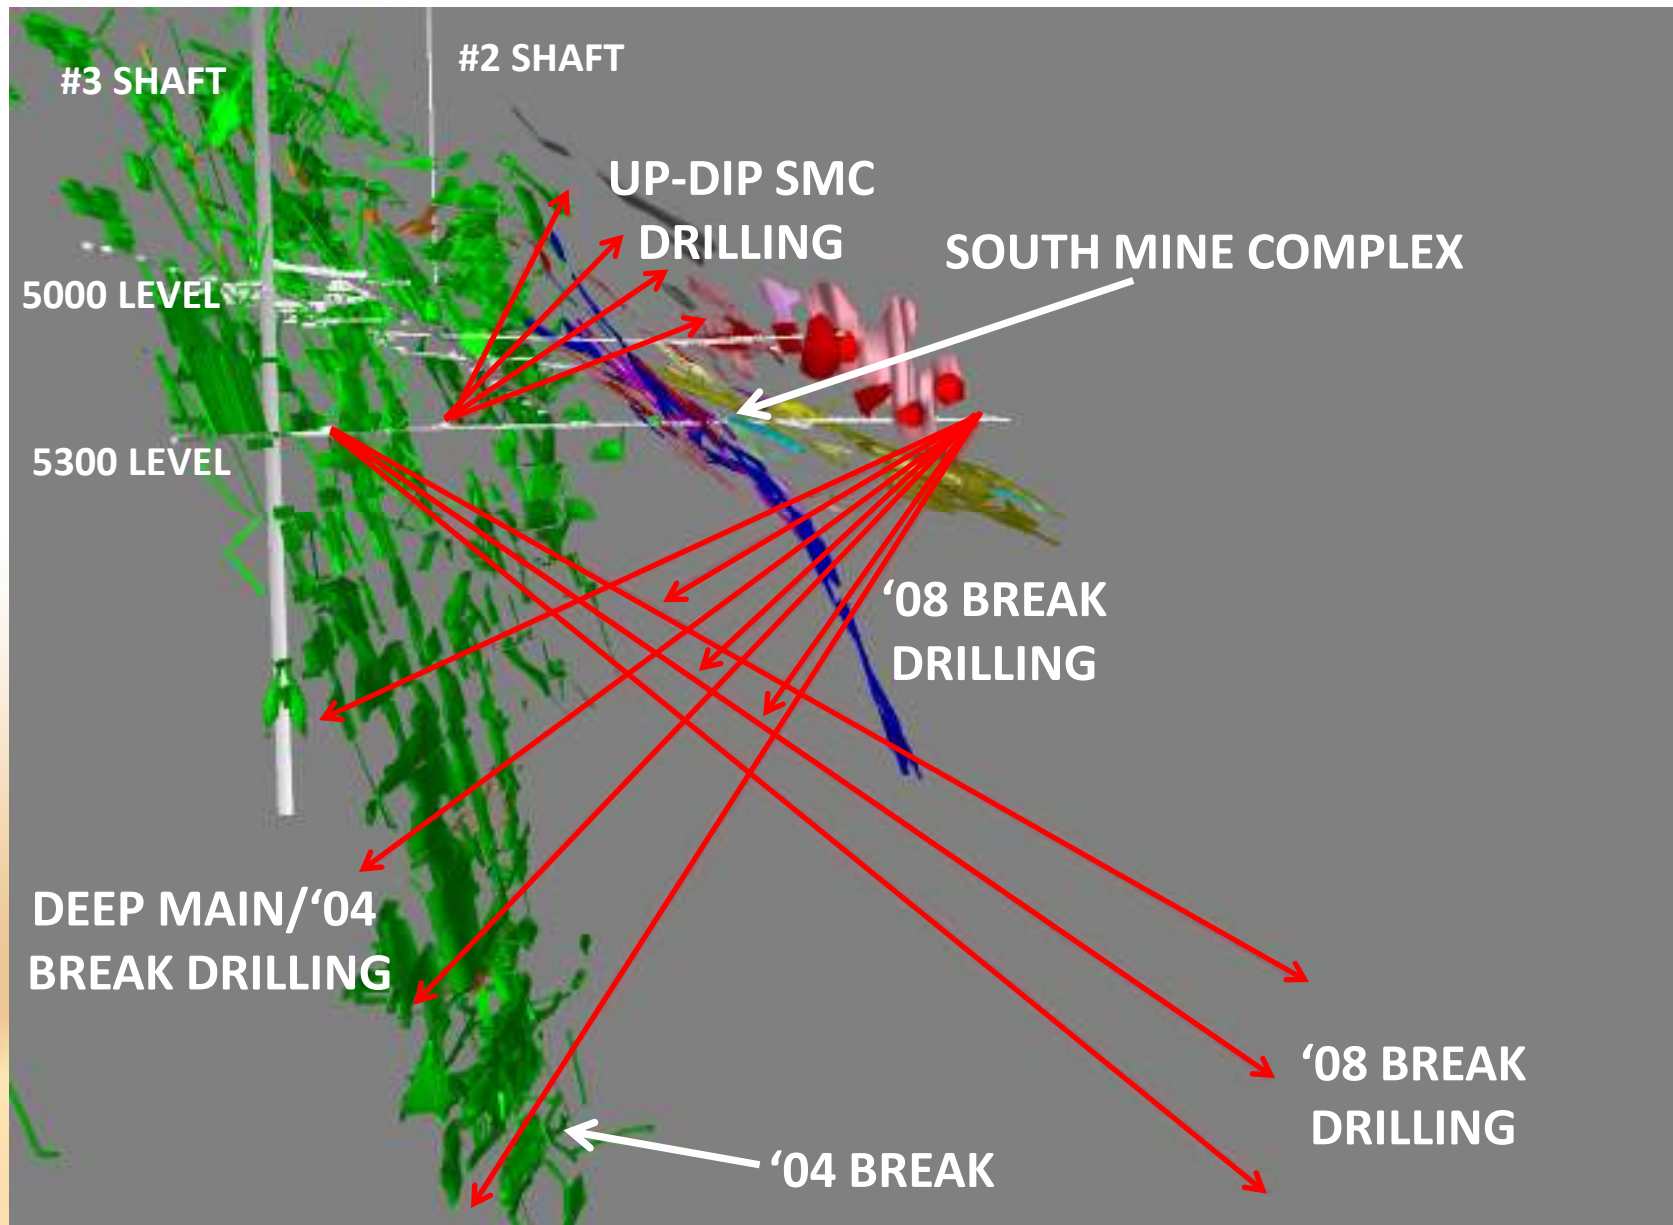 #3 SHAFT
#2 SHAFT
UP-DIP SMC
DRILLING
SOUTH MINE COMPLEX
5000 LEVEL
5300 LEVEL
‘08 BREAK
DRILLING
DEEP MAIN/‘04
BREAK DRILLING
‘08 BREAK
DRILLING
‘04 BREAK